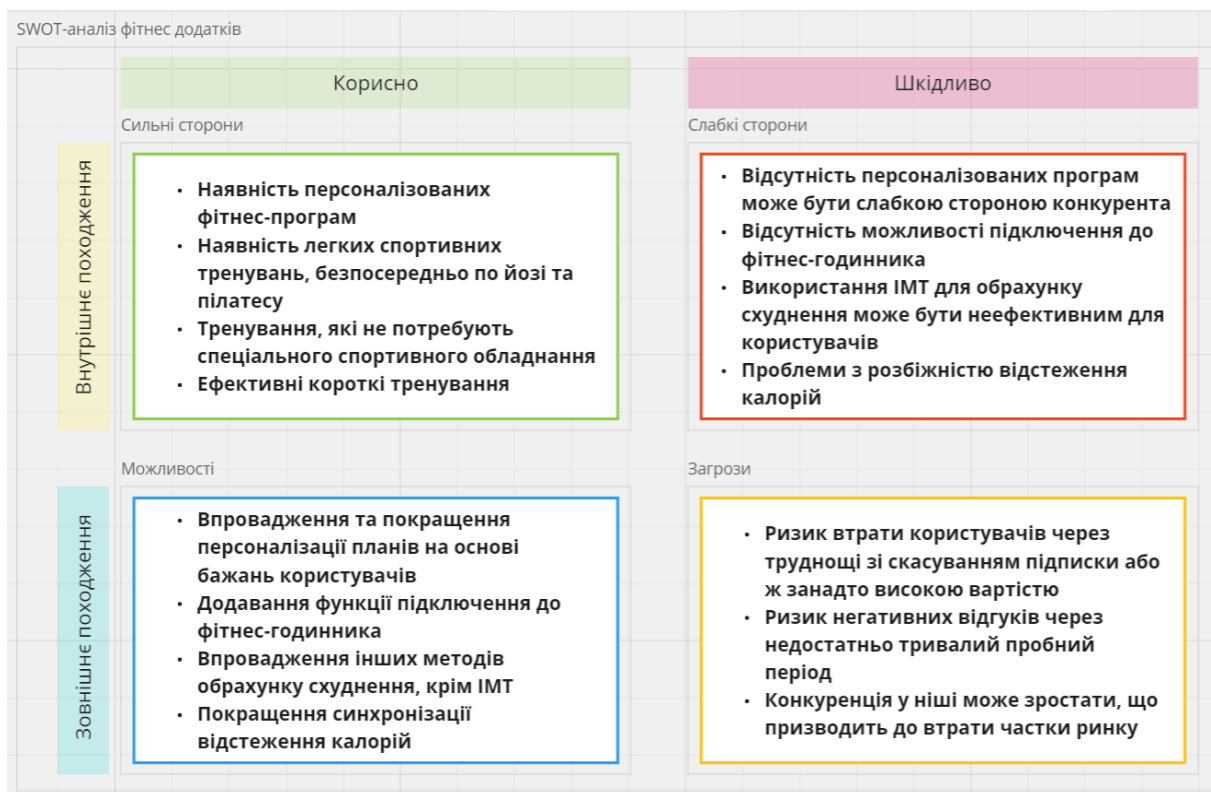 SWOT-аналіз фітнес додатків
Корисно
Шкідливо
Внутрішнє походження
Сильні сторони
• Наявність персоналізованих
фітнес-програм
• Наявність легких спортивних
тренувань, безпосередньо по йозі та
пілатесу
• Тренування, які не потребують
спеціального спортивного обладнання
• Ефективні короткі тренування
Слабкі сторони
• Відсутність персоналізованих програм
може бути слабкою стороною конкурента
• Відсутність можливості підключення до
фітнес-годинника
• Використання ІМТ для обрахунку
схуднення може бути неефективним для
користувачів
• Проблеми з розбіжністю відстеження
калорій
Зовнішнє походження
Можливості
• Впровадження та покращення
персоналізації планів на основі
бажань користувачів
• Додавання функції підключення до
фітнес-годинника
• Впровадження інших методів
обрахунку схуднення, крім ІМТ
• Покращення синхронізації
відстеження калорій
Загрози
• Ризик втрати користувачів через
труднощі зі скасуванням підписки або
ж занадто високою вартістю
• Ризик негативних відгуків через
недостатньо тривалий пробний
період
• Конкуренція у ніші може зростати, що
призводить до втрати частки ринку